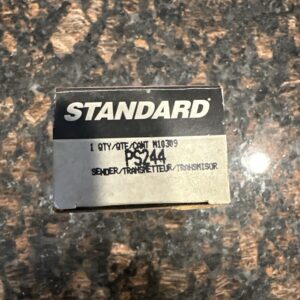 STANDARD
1 QTY/QTE/CANT M10309
PS244
SENDER/TRANSMETTEUR/TRANSMISOR